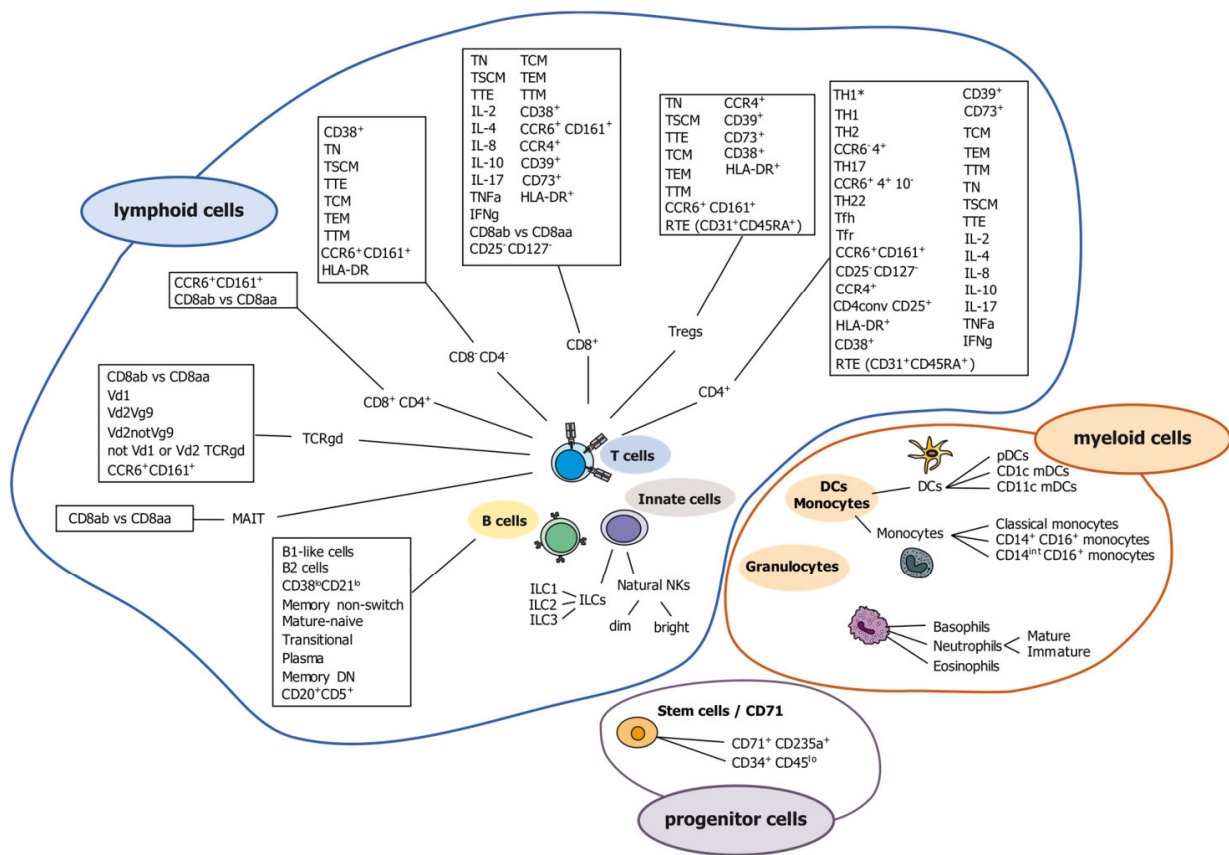 lymphoid cells
CCR6⁺CD161⁺
CD8ab vs CD8aa
CD8⁺ CD4⁺
CD38⁺
TN
TSCM
TTE
TCM
TEM
TTM
CCR6⁺CD161⁺
HLA-DR
CD8⁻CD4⁻
TN TCM
TSCM TEM
TTE TTM
IL-2 CD38⁺
IL-4 CCR6⁺ CD161⁺
IL-8 CCR4⁺
IL-10 CD39⁺
IL-17 CD73⁺
TNFa HLA-DR⁺
IFNg
CD8ab vs CD8aa
CD25⁻CD127⁻
CD8⁺
TN CCR4⁺
TSCM CD39⁺
TTE CD73⁺
TCM CD38⁺
TEM HLA-DR⁺
TTM
CCR6⁺ CD161⁺
RTE (CD31⁺CD45RA⁺)
Tregs
TH1* CD39⁺
TH1 CD73⁺
TH2 TCM
CCR6⁻4⁺ TEM
TH17 TTM
CCR6⁺ 4⁺ 10⁻ TN
TH22 TSCM
Tfh TTE
Tfr IL-2
CCR6⁺CD161⁺ IL-4
CD25⁻CD127⁻ IL-8
CCR4⁺ IL-10
CD4conv CD25⁺ IL-17
HLA-DR⁺ TNFa
CD38⁺ IFNg
RTE (CD31⁺CD45RA⁺)
CD4⁺
CD8ab vs CD8aa
Vd1
Vd2Vg9
Vd2notVg9
not Vd1 or Vd2 TCRgd
CCR6⁺CD161⁺
TCRgd
CD8ab vs CD8aa
MAIT
T cells
Innate cells
B cells
B1-like cells
B2 cells
CD38ˡᵒCD21ˡᵒ
Memory non-switch
Mature-naive
Transitional
Plasma
Memory DN
CD20⁺CD5⁺
ILC1
ILC2
ILC3
ILCs
Natural NKs
dim
bright
myeloid cells
DCs
Monocytes
DCs
pDCs
CD1c mDCs
CD11c mDCs
Monocytes
Classical monocytes
CD14⁺ CD16⁺ monocytes
CD14ⁱⁿᵗ CD16⁺ monocytes
Granulocytes
Basophils
Neutrophils
Eosinophils
Mature
Immature
Stem cells / CD71
CD71⁺ CD235a⁺
CD34⁺ CD45ˡᵒ
progenitor cells